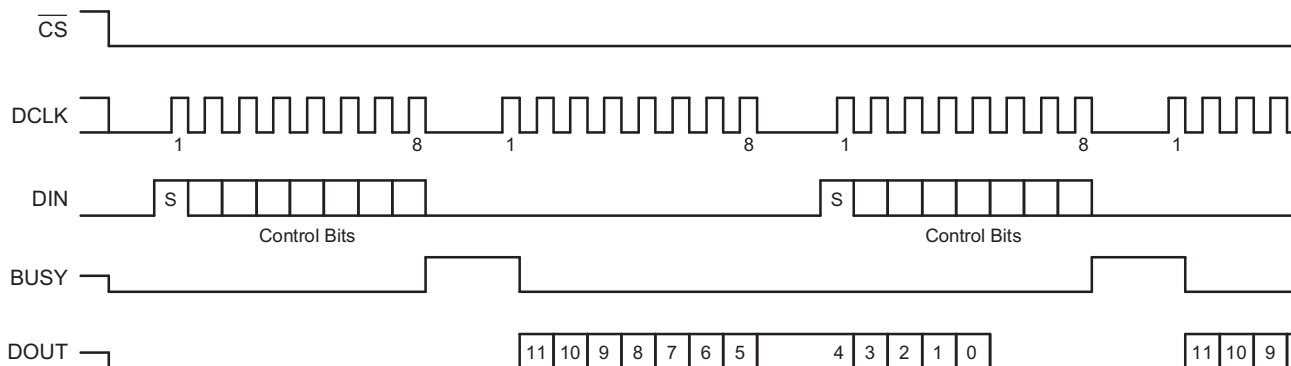 CS
DCLK
1 8 1 8 1 8 1
DIN
S S
Control Bits Control Bits
BUSY
DOUT
11 10 9 8 7 6 5 4 3 2 1 0 11 10 9